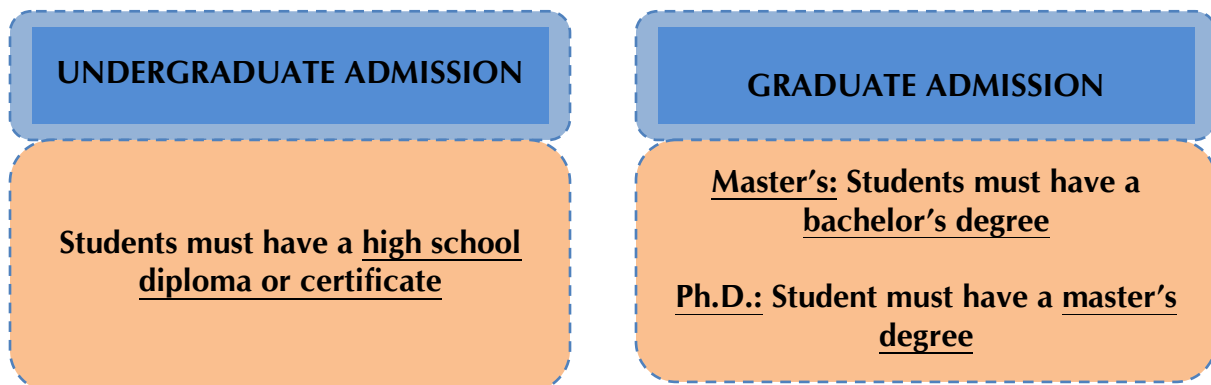 UNDERGRADUATE ADMISSION
Students must have a high school
diploma or certificate
GRADUATE ADMISSION
Master’s: Students must have a
bachelor’s degree
Ph.D.: Student must have a master’s
degree